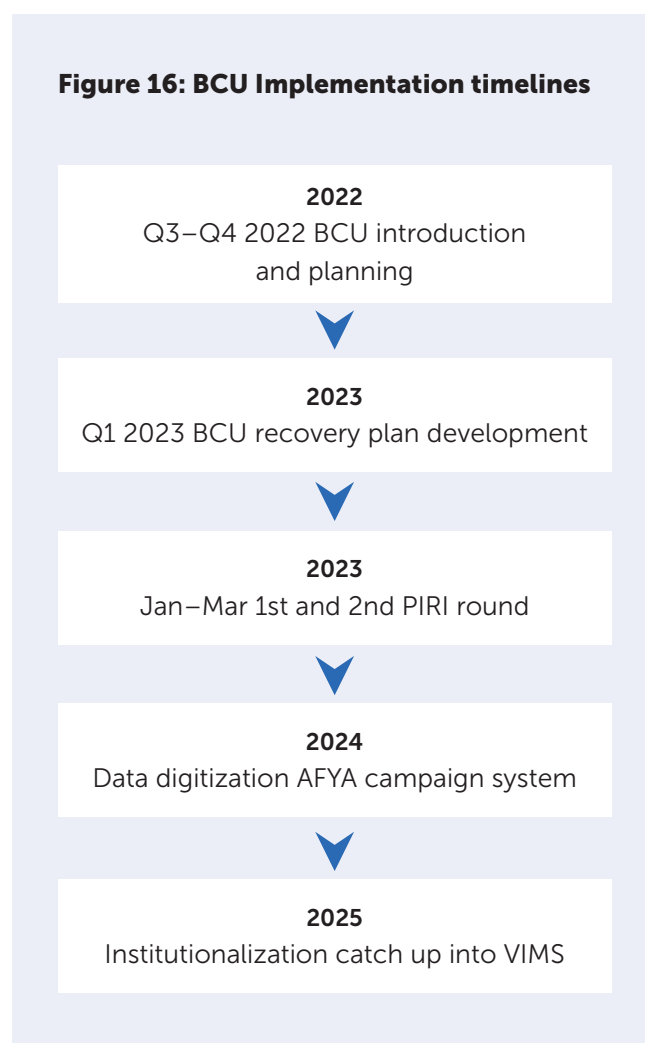 Figure 16: BCU Implementation timelines
2022
Q3–Q4 2022 BCU introduction
and planning
2023
Q1 2023 BCU recovery plan development
2023
Jan–Mar 1st and 2nd PIRI round
2024
Data digitization AFYA campaign system
2025
Institutionalization catch up into VIMS